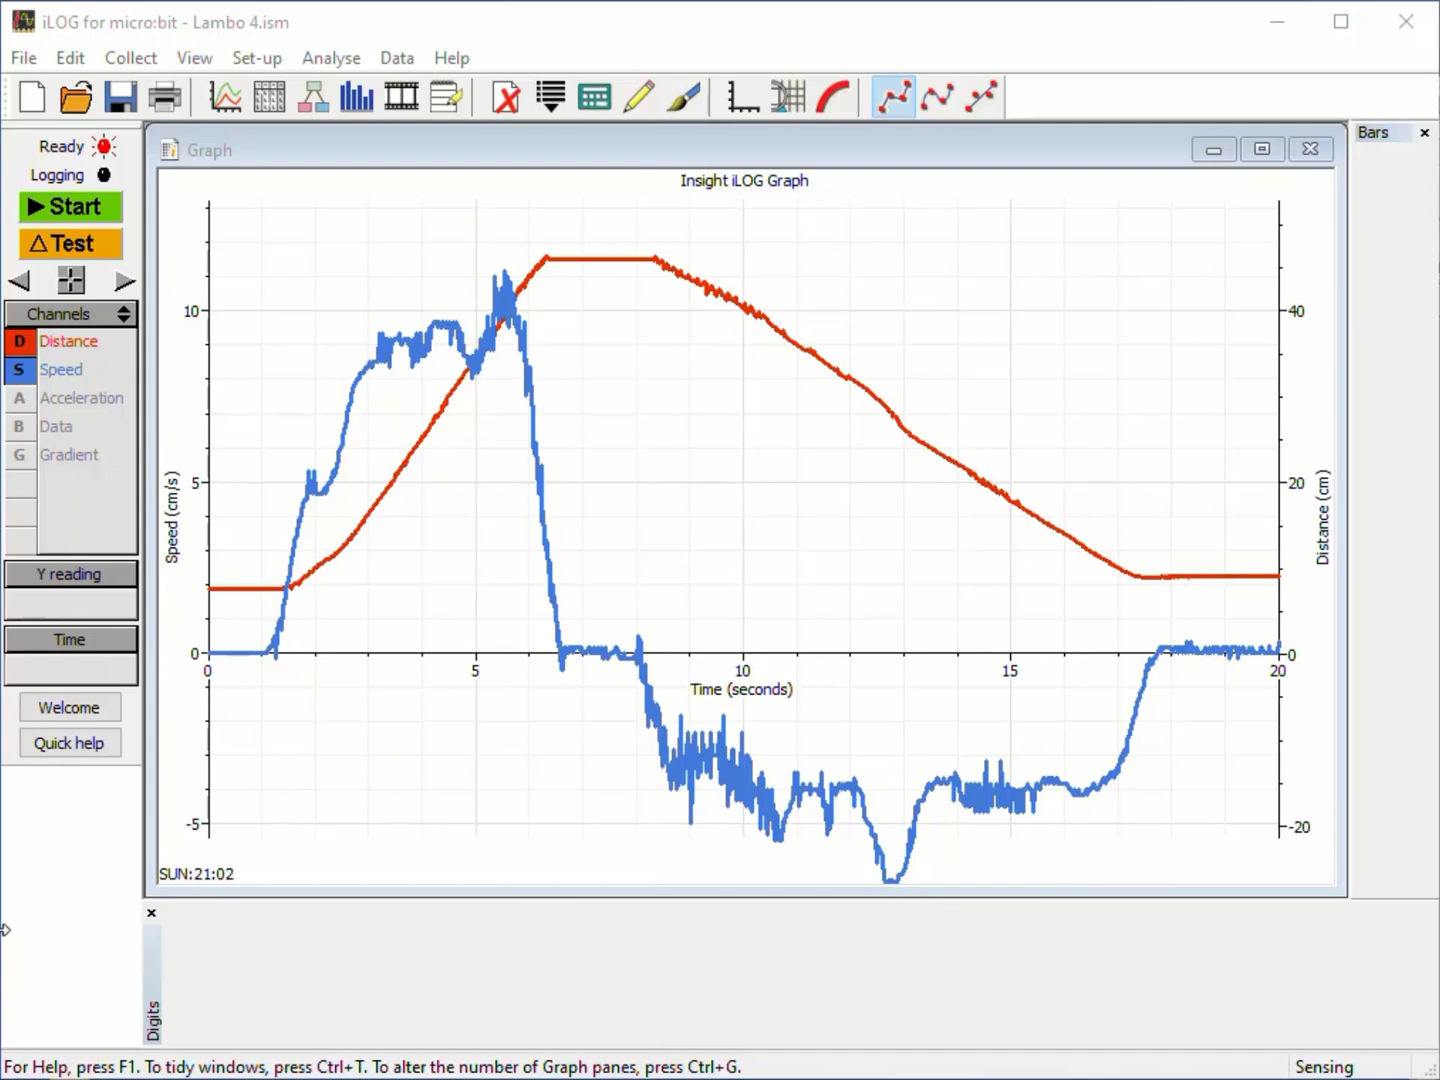 iLOG for micro:bit - Lambo 4.ism
File Edit Collect View Set-up Analyse Data Help
Ready
Logging
Start
Test
Channels
D Distance
S Speed
A Acceleration
B Data
G Gradient
Y reading
Time
Welcome
Quick help
Graph
Insight iLOG Graph
10
5
0
-5
Speed (cm/s)
0 5 10 15 20
Time (seconds)
40
20
0
-20
Distance (cm)
SUN:21:02
Bars
Digits
For Help, press F1. To tidy windows, press Ctrl+T. To alter the number of Graph panes, press Ctrl+G.
Sensing